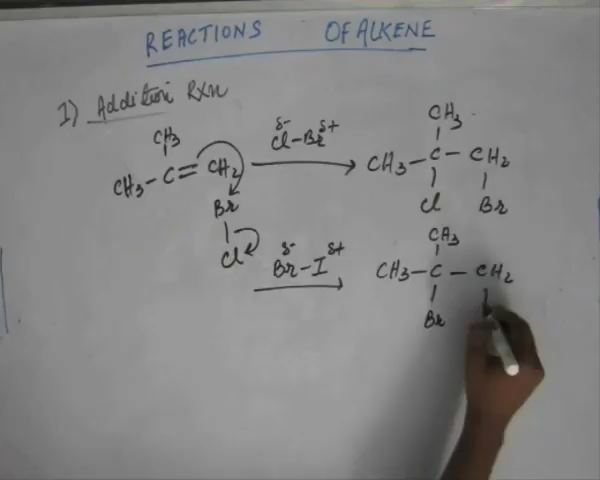 REACTIONS OF ALKENE
I) Addition Rxn
CH3
CH3-C=CH2
Br
Cl
δ- δ+
Cl-Br
CH3
CH3-C-CH2
Cl Br
δ- δ+
Br-I
CH3
CH3-C-CH2
Br